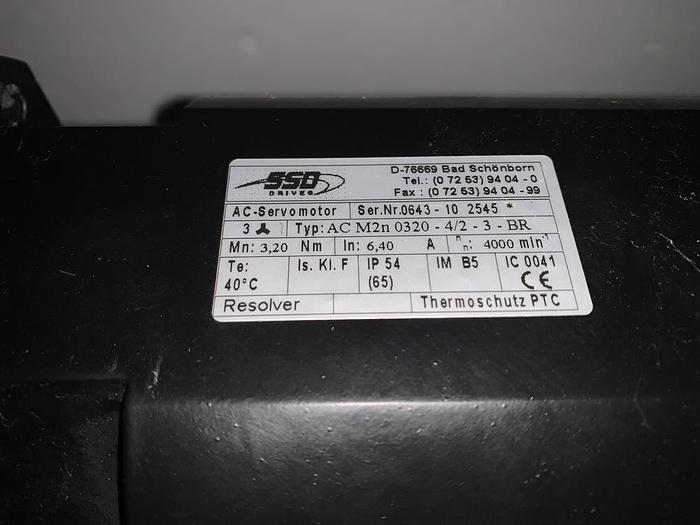 SSD
DRIVES
D-76669 Bad Schönborn
Tel.: (0 72 53) 94 04 - 0
Fax : (0 72 53) 94 04 -99
AC-Servomotor Ser.Nr.0643 - 10 2545 *
3 Typ: AC M2n 0320 - 4/2 - 3 - BR
Mn: 3,20 Nm In: 6,40 A nn: 4000 min-1
Te: Is. Kl. F IP 54 IM B5 IC 0041
40°C (65) CE
Resolver Thermoschutz PTC